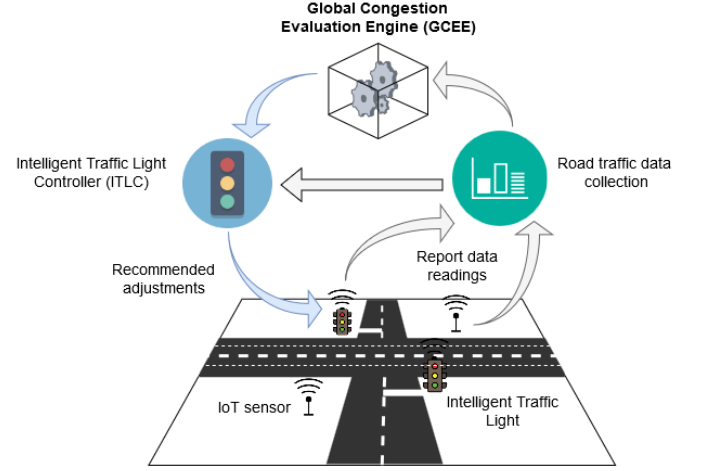 Global Congestion
Evaluation Engine (GCEE)
Intelligent Traffic Light
Controller (ITLC)
Road traffic data
collection
Recommended
adjustments
Report data
readings
IoT sensor
Intelligent Traffic
Light